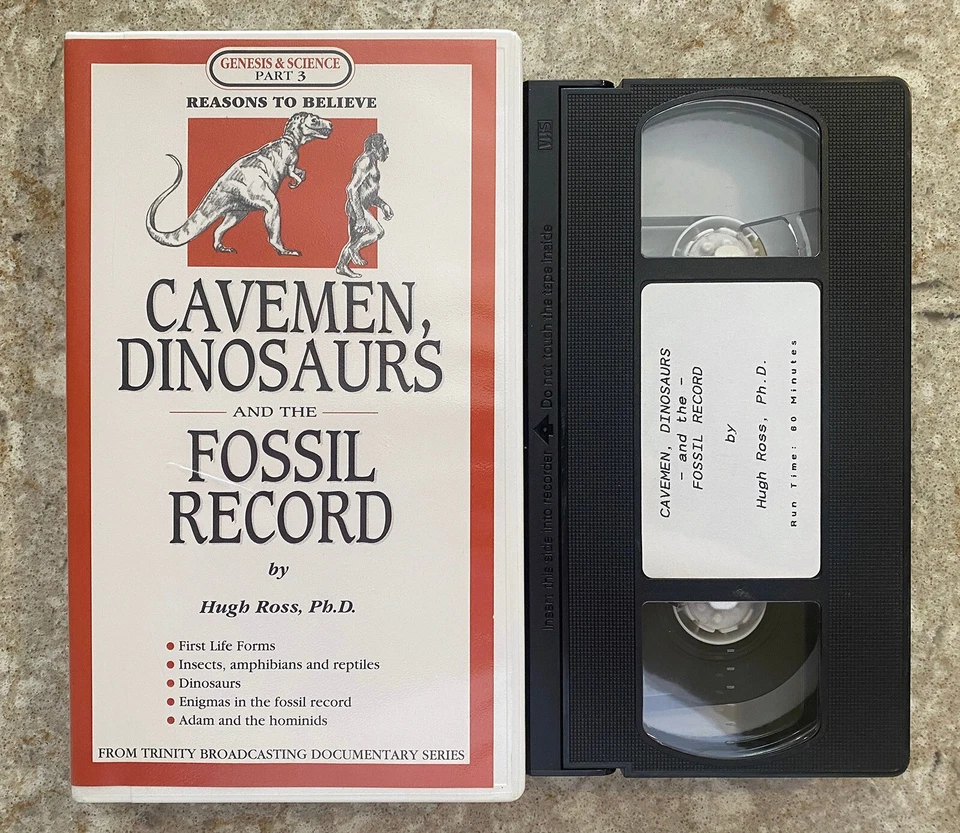 GENESIS & SCIENCE
PART 3
REASONS TO BELIEVE
CAVEMEN,
DINOSAURS
AND THE
FOSSIL
RECORD
by
Hugh Ross, Ph.D.
First Life Forms
Insects, amphibians and reptiles
Dinosaurs
Enigmas in the fossil record
Adam and the hominids
FROM TRINITY BROADCASTING DOCUMENTARY SERIES
VHS
Insert this side into recorder Do not touch the tape inside
CAVEMEN, DINOSAURS
- and the -
FOSSIL RECORD
by
Hugh Ross, Ph.D.
Run Time: 60 Minutes